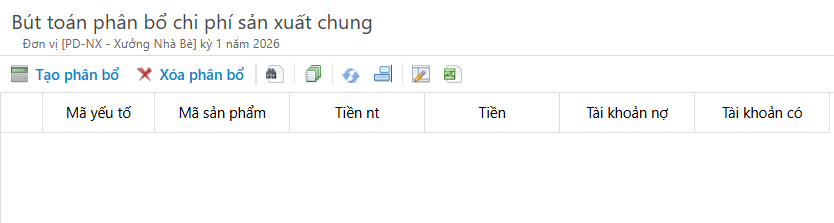 Bút toán phân bổ chi phí sản xuất chung
Đơn vị [PD-NX - Xưởng Nhà Bè] kỳ 1 năm 2026
Tạo phân bổ Xóa phân bổ
Mã yếu tố Mã sản phẩm Tiền nt Tiền Tài khoản nợ Tài khoản có